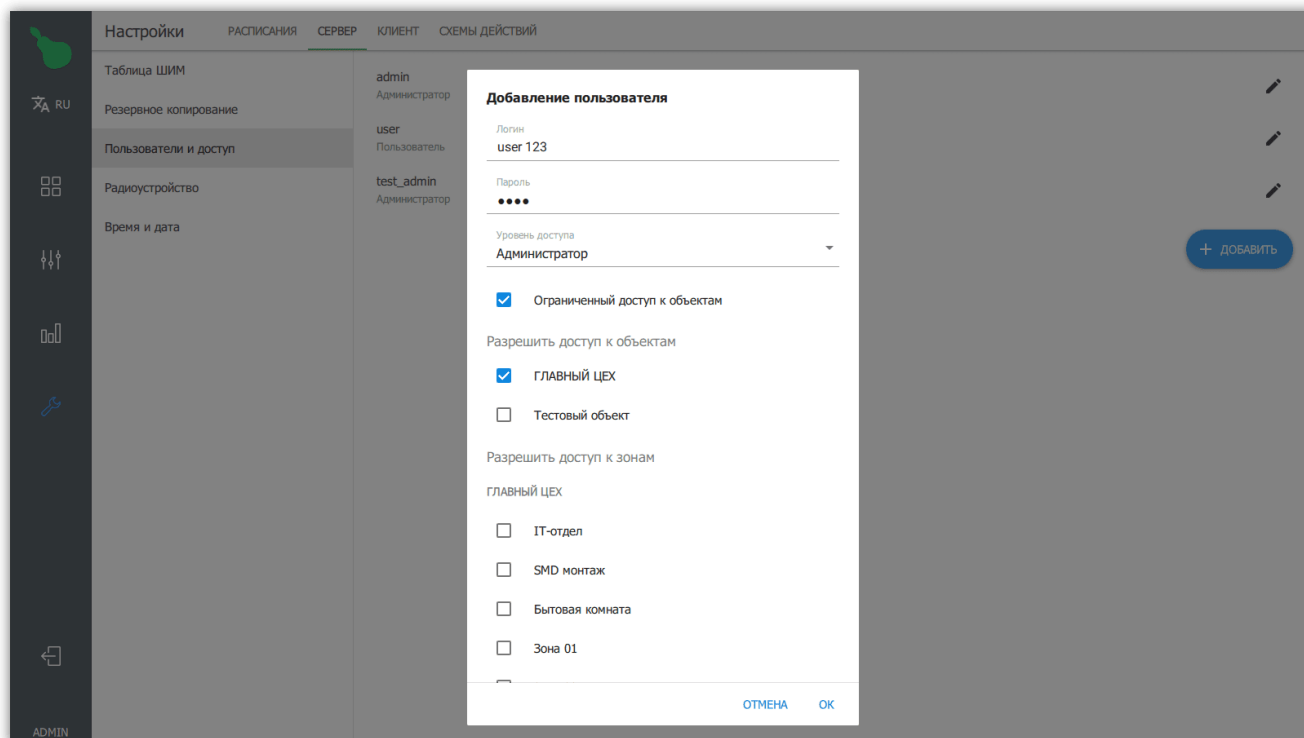 Настройки РАСПИСАНИЯ СЕРВЕР КЛИЕНТ СХЕМЫ ДЕЙСТВИЙ
RU
ADMIN
Таблица ШИМ
Резервное копирование
Пользователи и доступ
Радиоустройство
Время и дата
admin
Администратор
user
Пользователь
test_admin
Администратор
+ ДОБАВИТЬ
Добавление пользователя
Логин
user 123
Пароль
••••
Уровень доступа
Администратор
Ограниченный доступ к объектам
Разрешить доступ к объектам
ГЛАВНЫЙ ЦЕХ
Тестовый объект
Разрешить доступ к зонам
ГЛАВНЫЙ ЦЕХ
IT-отдел
SMD монтаж
Бытовая комната
Зона 01
ОТМЕНА ОК